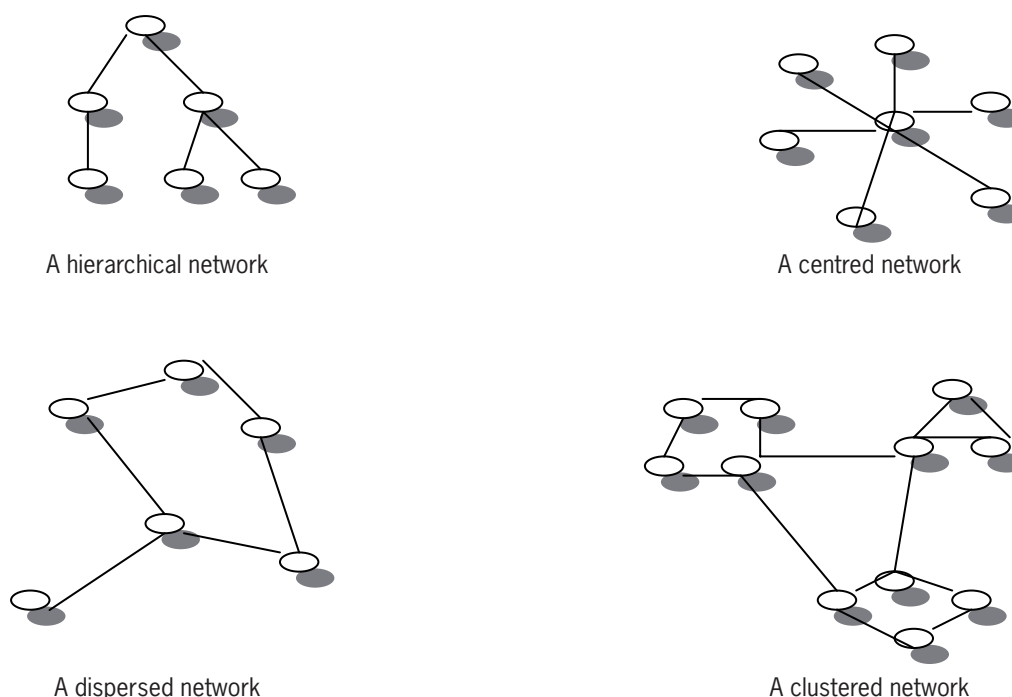 A hierarchical network
A centred network
A dispersed network
A clustered network